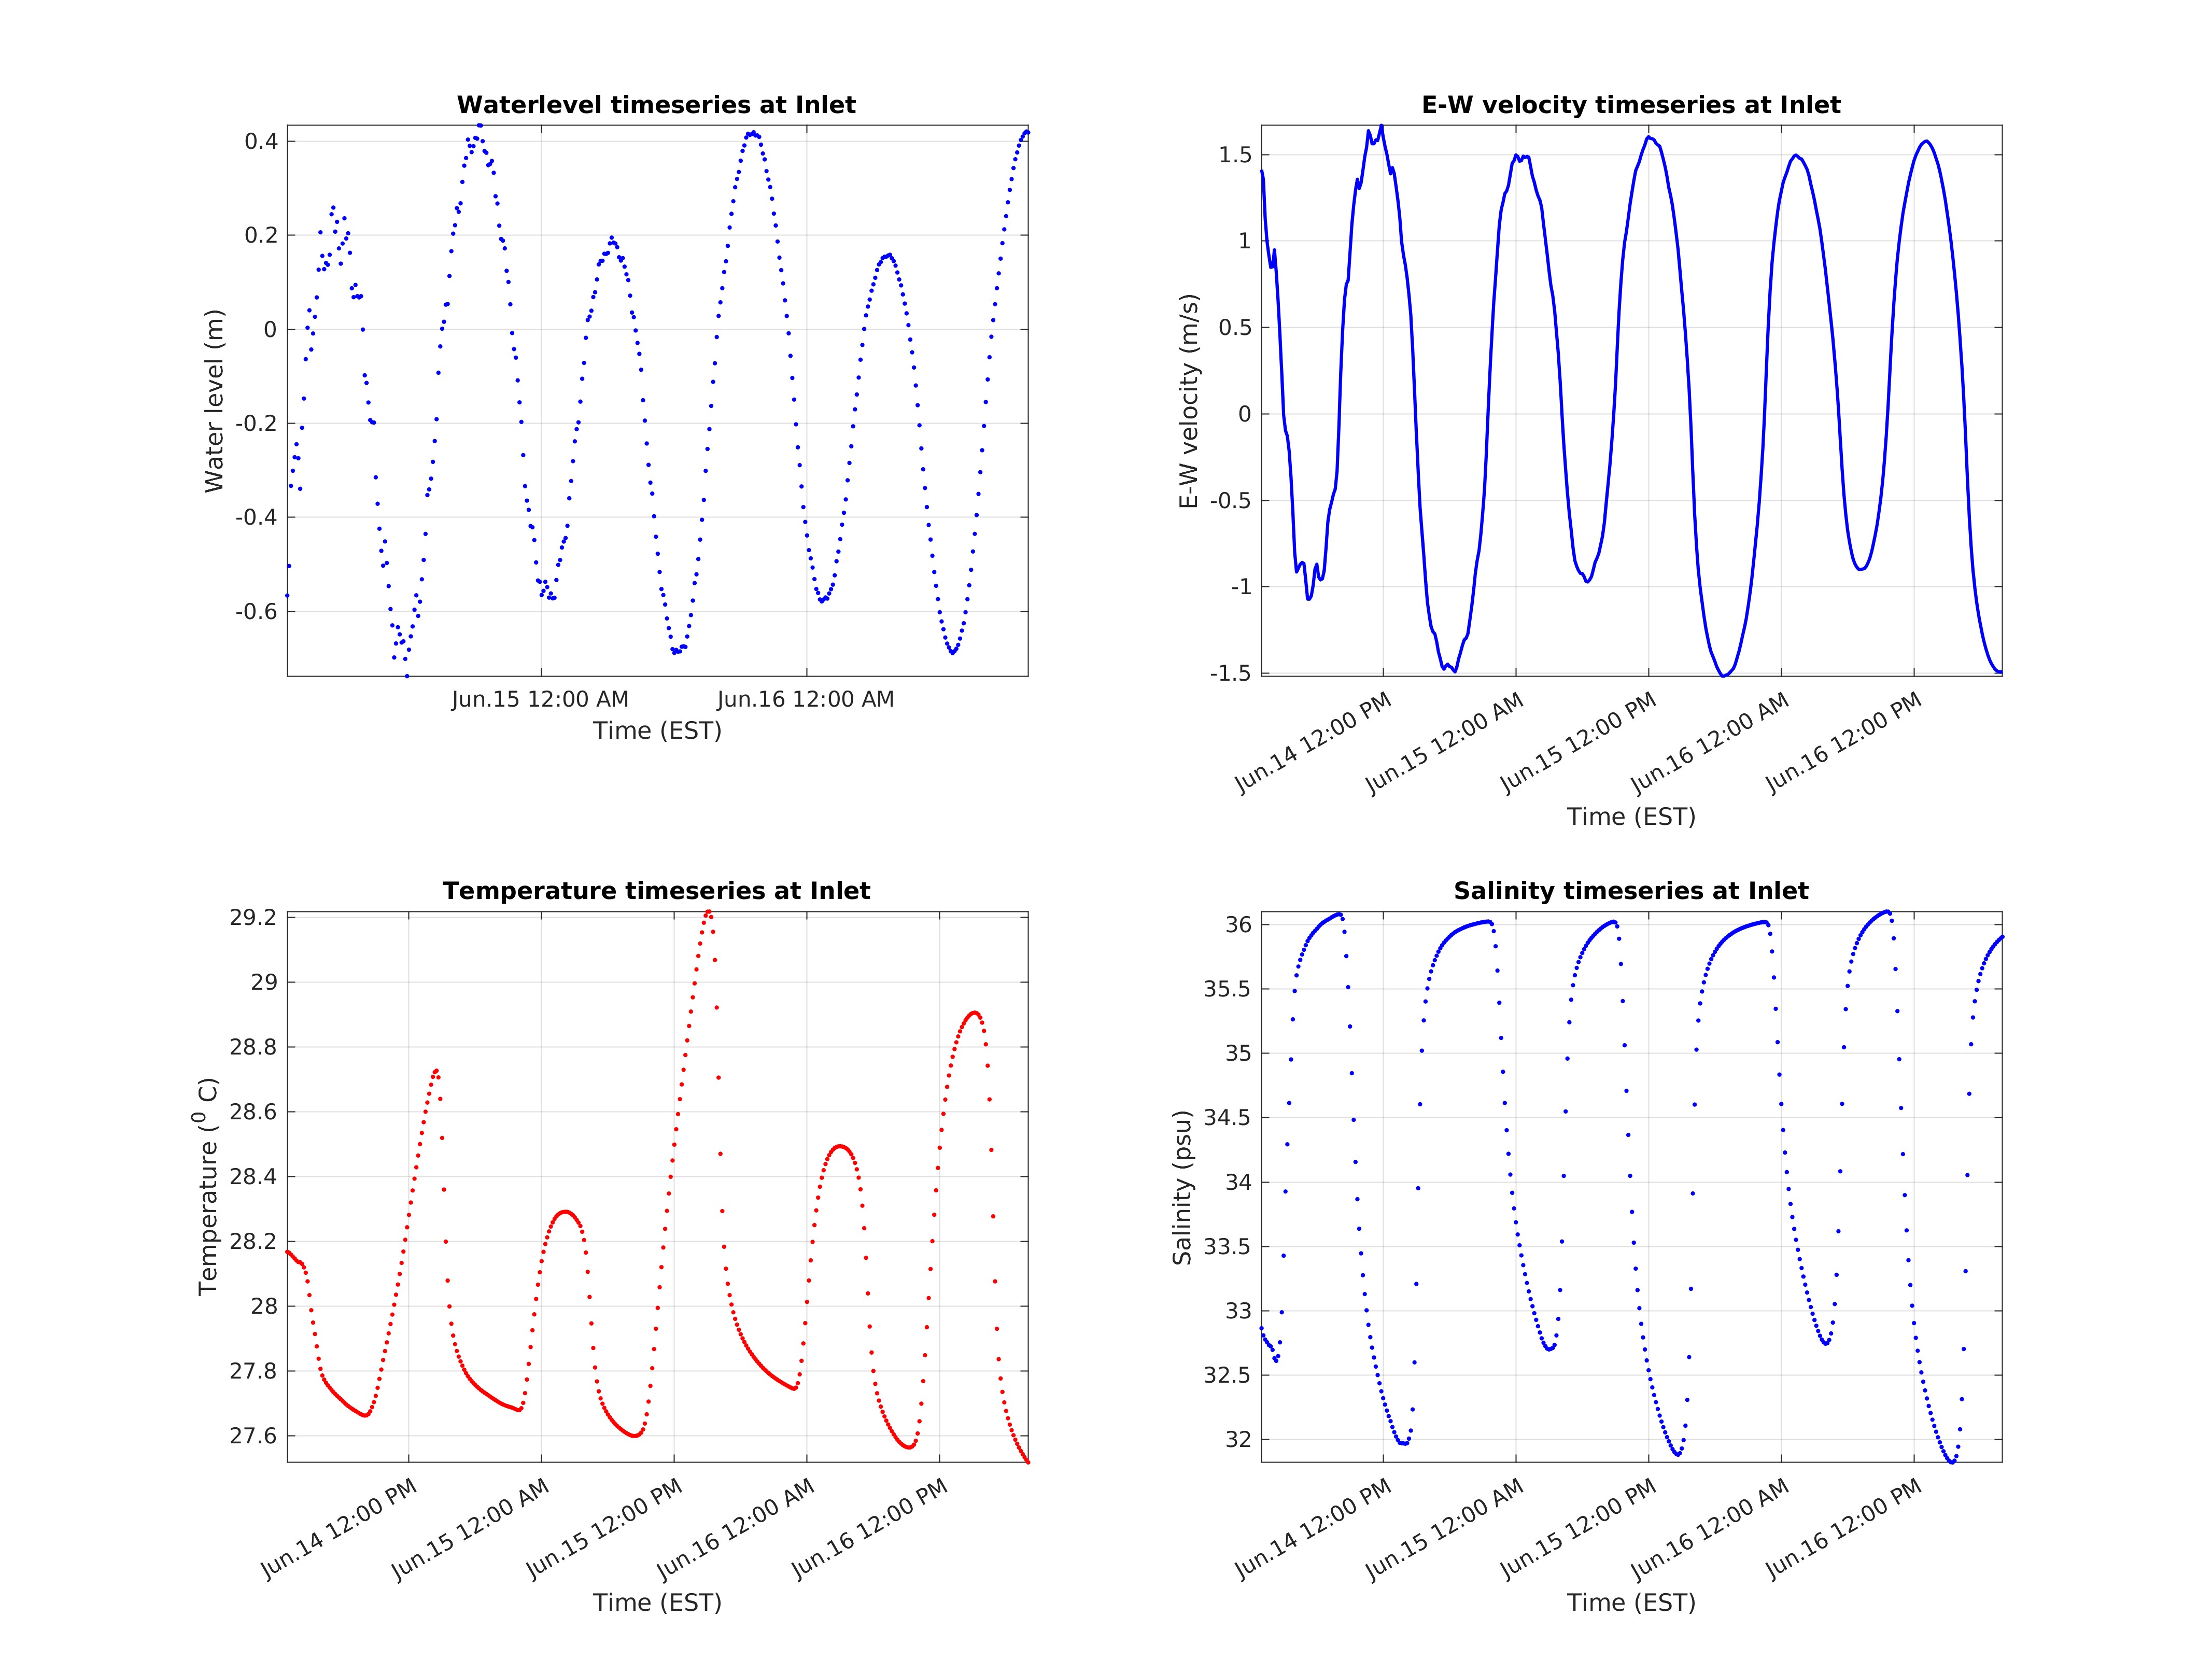 Waterlevel timeseries at Inlet
0.4
0.2
0
-0.2
-0.4
-0.6
Water level (m)
Jun.15 12:00 AM
Jun.16 12:00 AM
Time (EST)
E-W velocity timeseries at Inlet
1.5
1
0.5
0
-0.5
-1
-1.5
E-W velocity (m/s)
Jun.14 12:00 PM
Jun.15 12:00 AM
Jun.15 12:00 PM
Jun.16 12:00 AM
Jun.16 12:00 PM
Time (EST)
Temperature timeseries at Inlet
29.2
29
28.8
28.6
28.4
28.2
28
27.8
27.6
Temperature (⁰ C)
Jun.14 12:00 PM
Jun.15 12:00 AM
Jun.15 12:00 PM
Jun.16 12:00 AM
Jun.16 12:00 PM
Time (EST)
Salinity timeseries at Inlet
36
35.5
35
34.5
34
33.5
33
32.5
32
Salinity (psu)
Jun.14 12:00 PM
Jun.15 12:00 AM
Jun.15 12:00 PM
Jun.16 12:00 AM
Jun.16 12:00 PM
Time (EST)